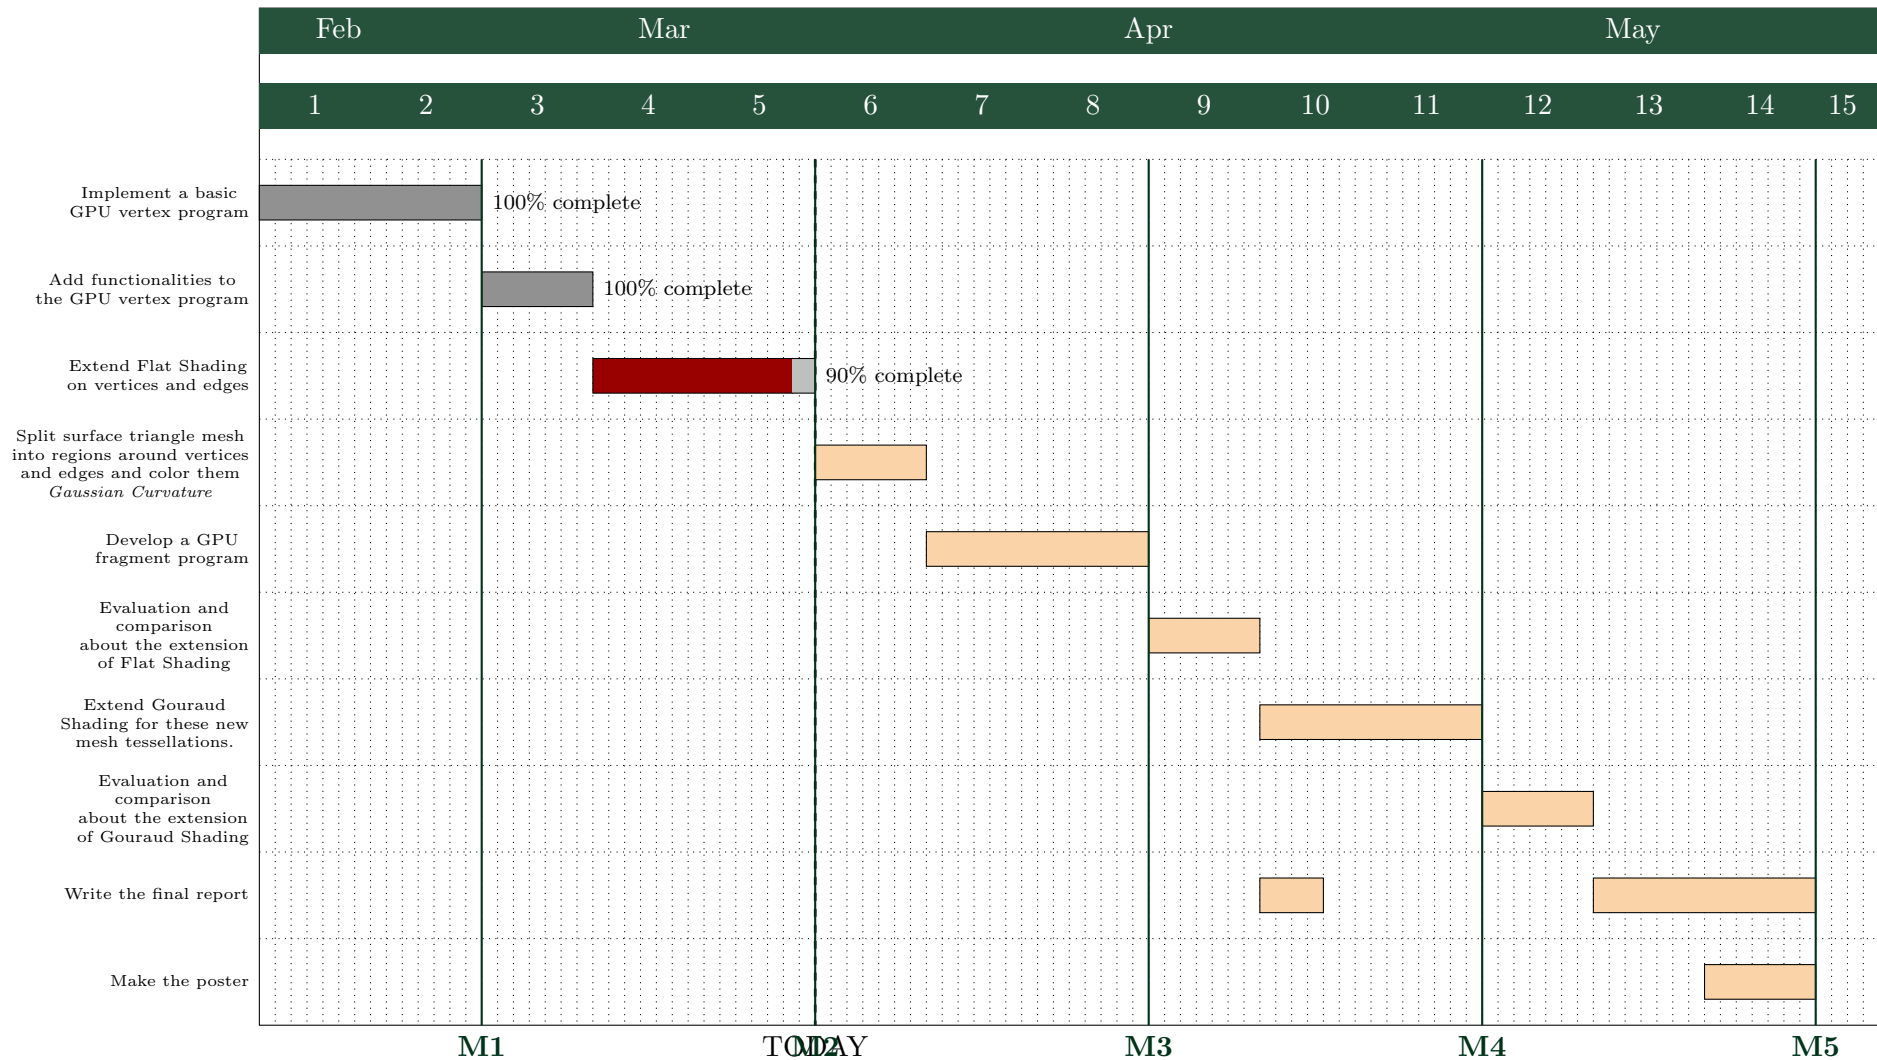 Feb Mar Apr May
1 2 3 4 5 6 7 8 9 10 11 12 13 14 15
Implement a basic
GPU vertex program
100% complete
Add functionalities to
the GPU vertex program
100% complete
Extend Flat Shading
on vertices and edges
90% complete
Split surface triangle mesh
into regions around vertices
and edges and color them
Gaussian Curvature
Develop a GPU
fragment program
Evaluation and
comparison
about the extension
of Flat Shading
Extend Gouraud
Shading for these new
mesh tessellations.
Evaluation and
comparison
about the extension
of Gouraud Shading
Write the final report
Make the poster
M1 TODAY M2 M3 M4 M5